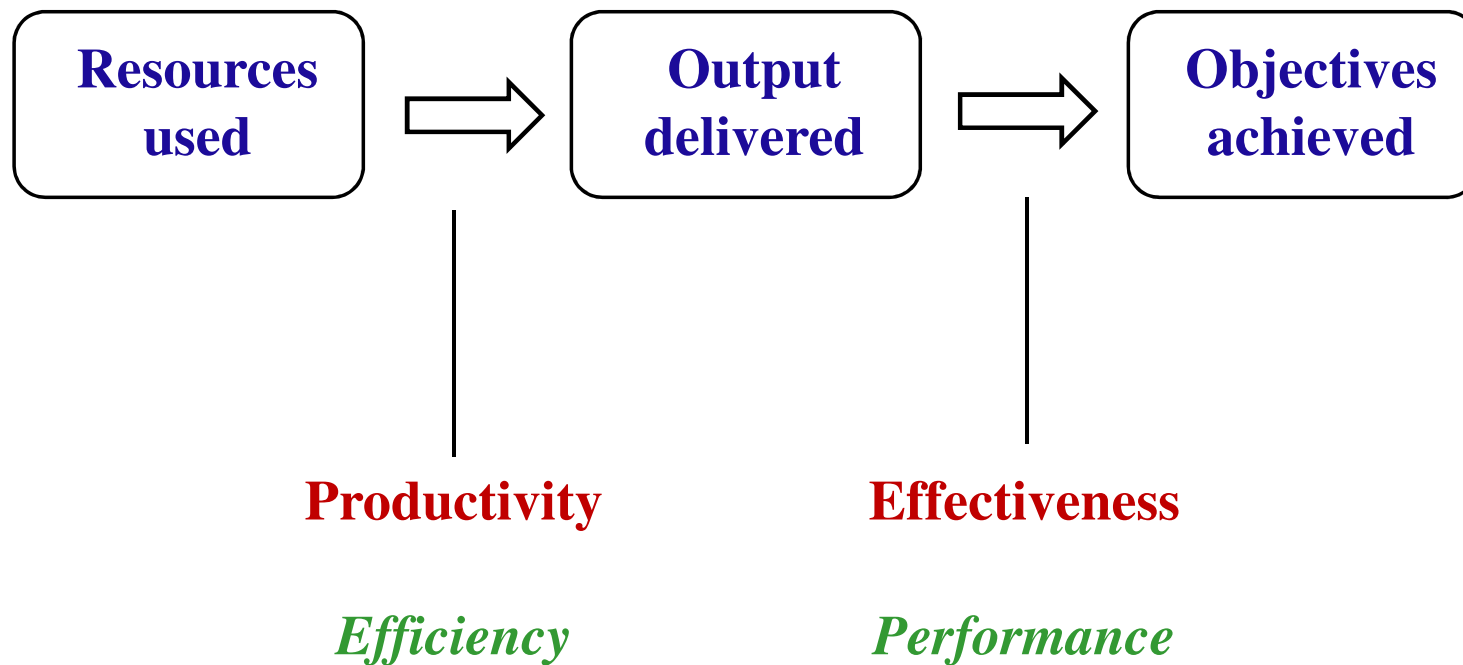 Resources
used
Output
delivered
Objectives
achieved
Productivity
Effectiveness
Efficiency
Performance